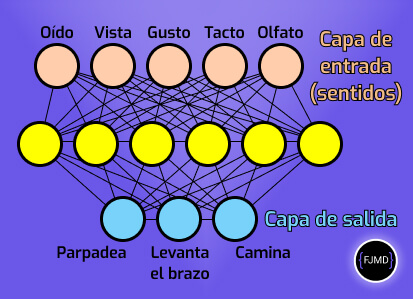 Oído Vista Gusto Tacto Olfato
Capa de
entrada
(sentidos)
Capa de salida
Parpadea Levanta Camina
el brazo
{FJMD}